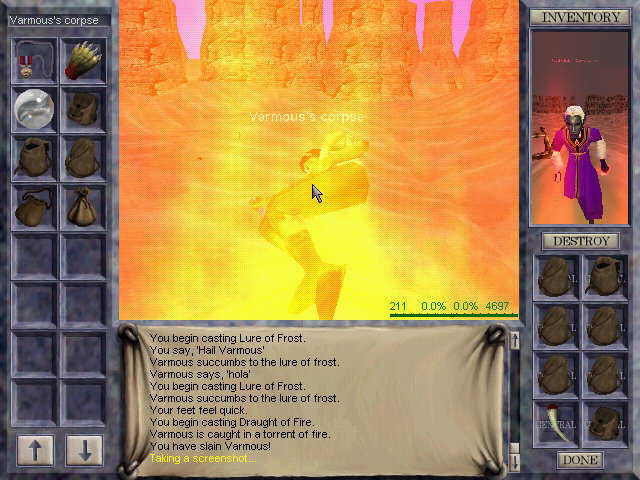 Varmous's corpse
INVENTORY
Varmous's corpse
DESTROY
211 0.0% 0.0% 4697
You begin casting Lure of Frost.
You say, 'Hail Varmous'
Varmous succumbs to the lure of frost.
Varmous says, 'hola'
You begin casting Lure of Frost.
Varmous succumbs to the lure of frost.
Your feet feel quick.
You begin casting Draught of Fire.
Varmous is caught in a torrent of fire.
You have slain Varmous!
Taking a screenshot...
GENERAL
DONE